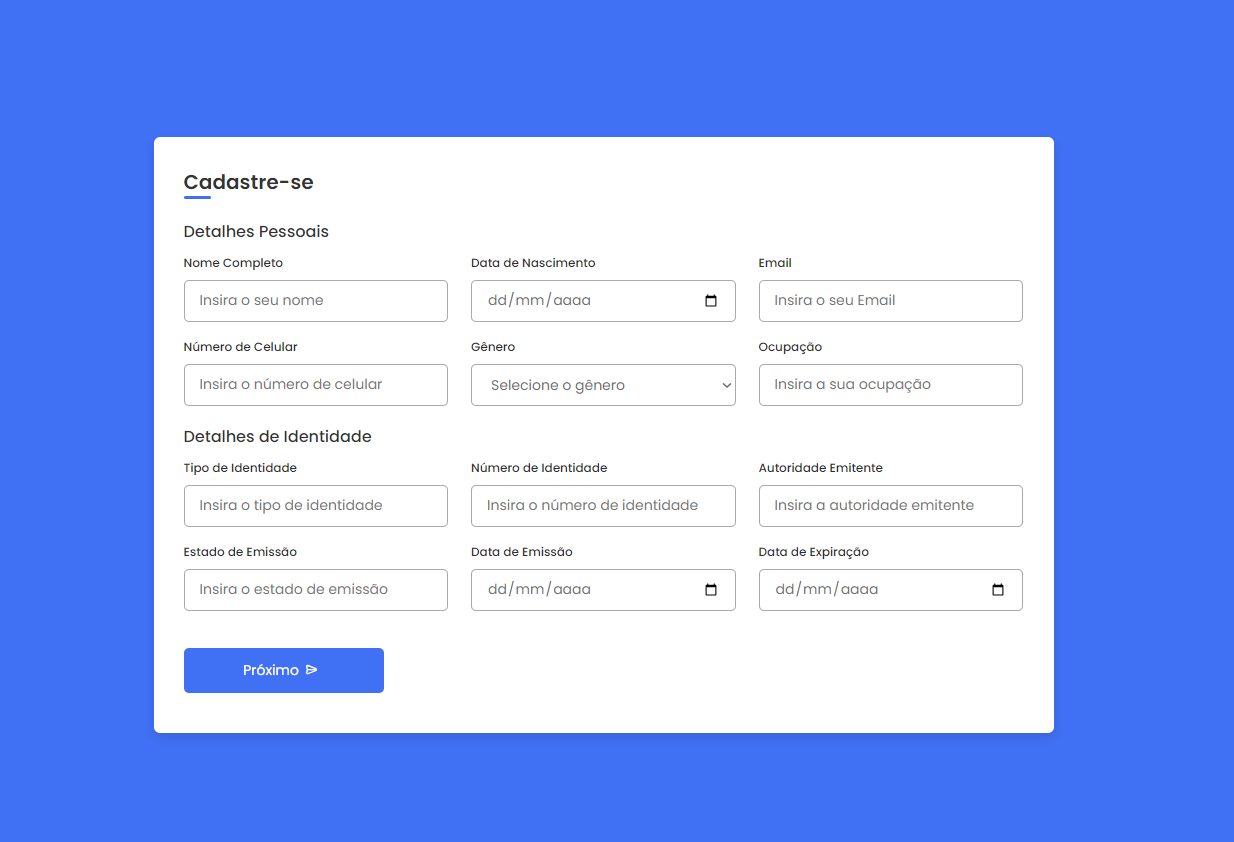 Cadastre-se
Detalhes Pessoais
Nome Completo Data de Nascimento Email
Insira o seu nome dd/mm/aaaa Insira o seu Email
Número de Celular Gênero Ocupação
Insira o número de celular Selecione o gênero Insira a sua ocupação
Detalhes de Identidade
Tipo de Identidade Número de Identidade Autoridade Emitente
Insira o tipo de identidade Insira o número de identidade Insira a autoridade emitente
Estado de Emissão Data de Emissão Data de Expiração
Insira o estado de emissão dd/mm/aaaa dd/mm/aaaa
Próximo